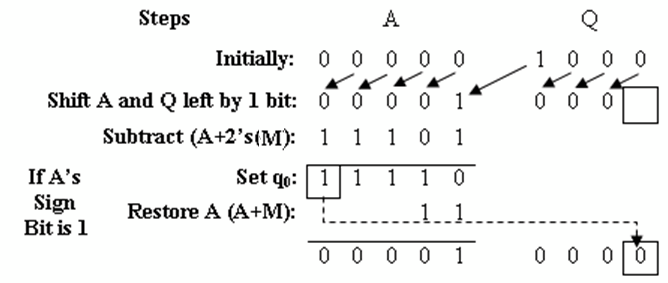 Steps A Q
Initially: 0 0 0 0 0 1 0 0 0
Shift A and Q left by 1 bit: 0 0 0 0 1 0 0 0
Subtract (A+2's(M): 1 1 1 0 1
If A's Sign Bit is 1
Set q₀: 1 1 1 1 0
Restore A (A+M): 1 1
0 0 0 0 1 0 0 0 0